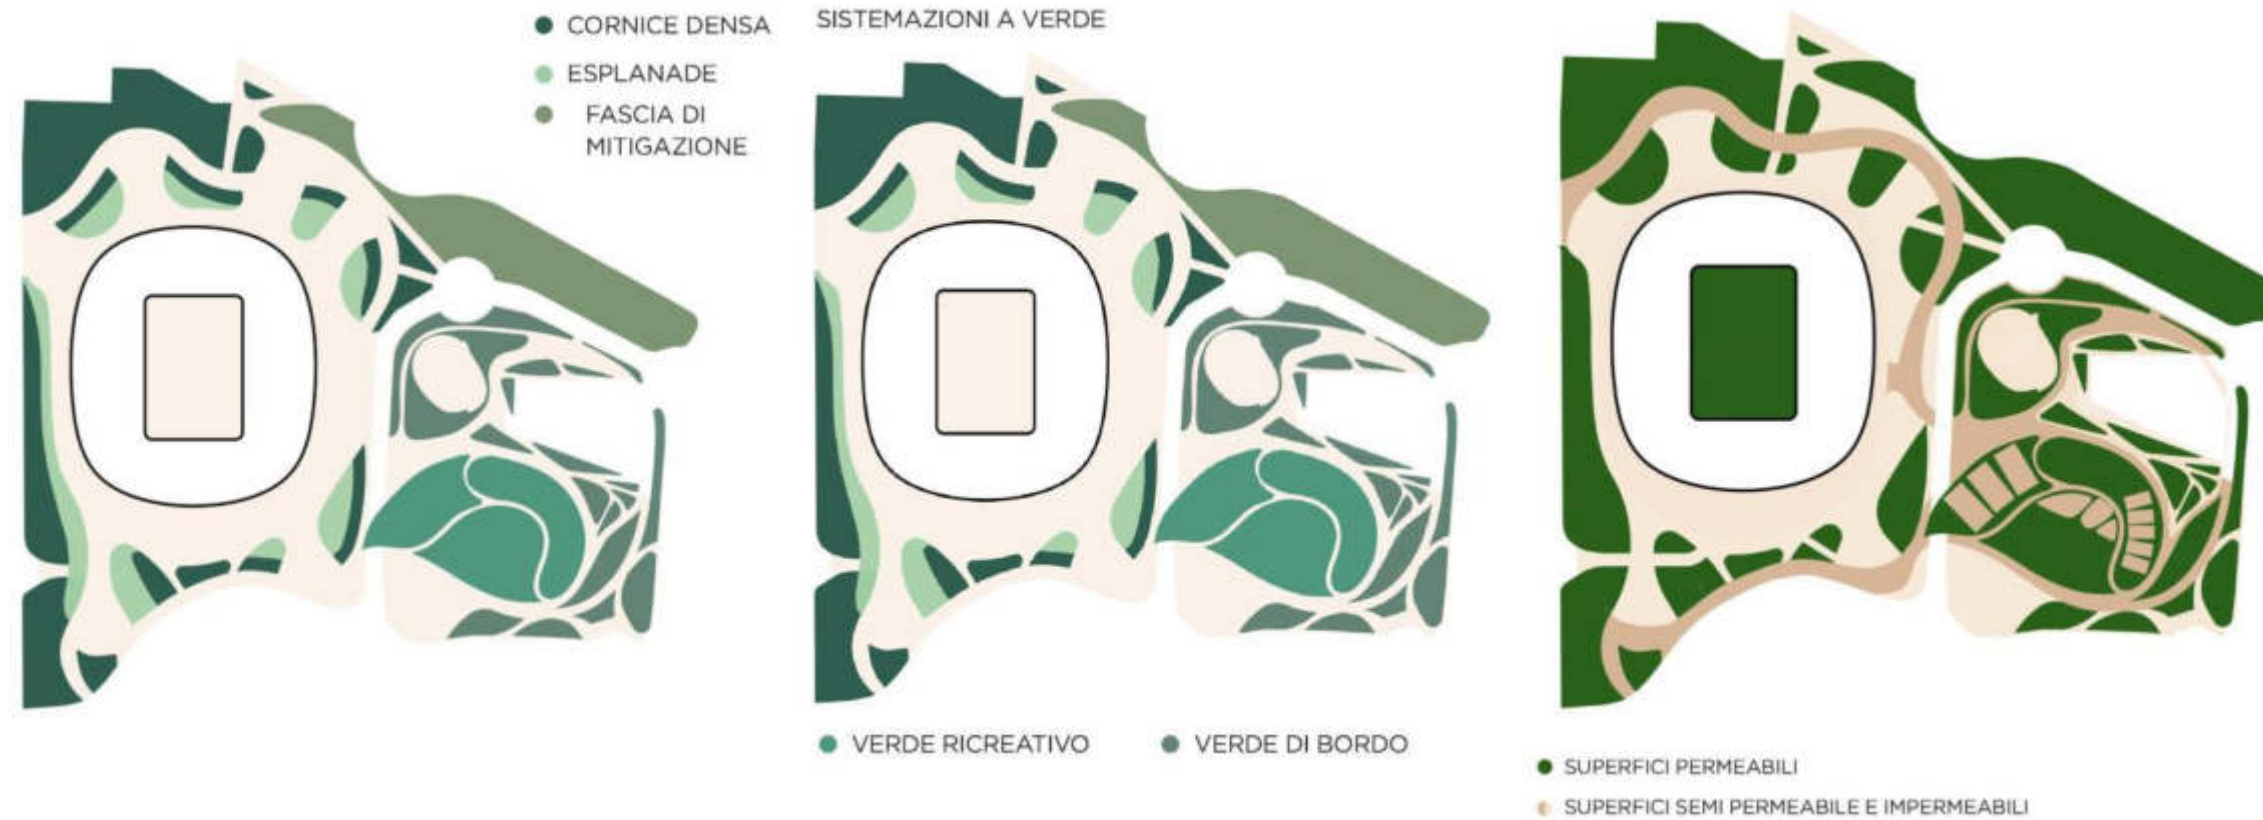 CORNICE DENSA
ESPLANADE
FASCIA DI
MITIGAZIONE
SISTEMAZIONI A VERDE
VERDE RICREATIVO
VERDE DI BORDO
SUPERFICI PERMEABILI
SUPERFICI SEMI PERMEABILE E IMPERMEABILI